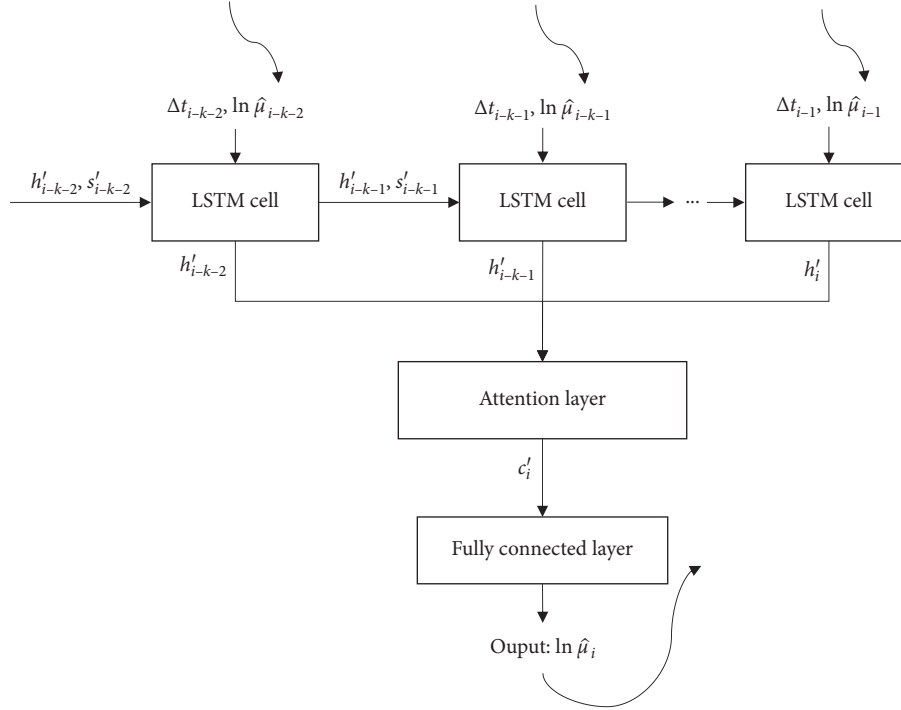 Δt_{i–k–2}, ln μ̂_{i–k–2}
Δt_{i–k–1}, ln μ̂_{i–k–1}
Δt_{i–1}, ln μ̂_{i–1}
h′_{i–k–2}, s′_{i–k–2}
LSTM cell
h′_{i–k–1}, s′_{i–k–1}
LSTM cell
...
LSTM cell
h′_{i–k–2}
h′_{i–k–1}
h′_i
Attention layer
c′_i
Fully connected layer
Ouput: ln μ̂_i